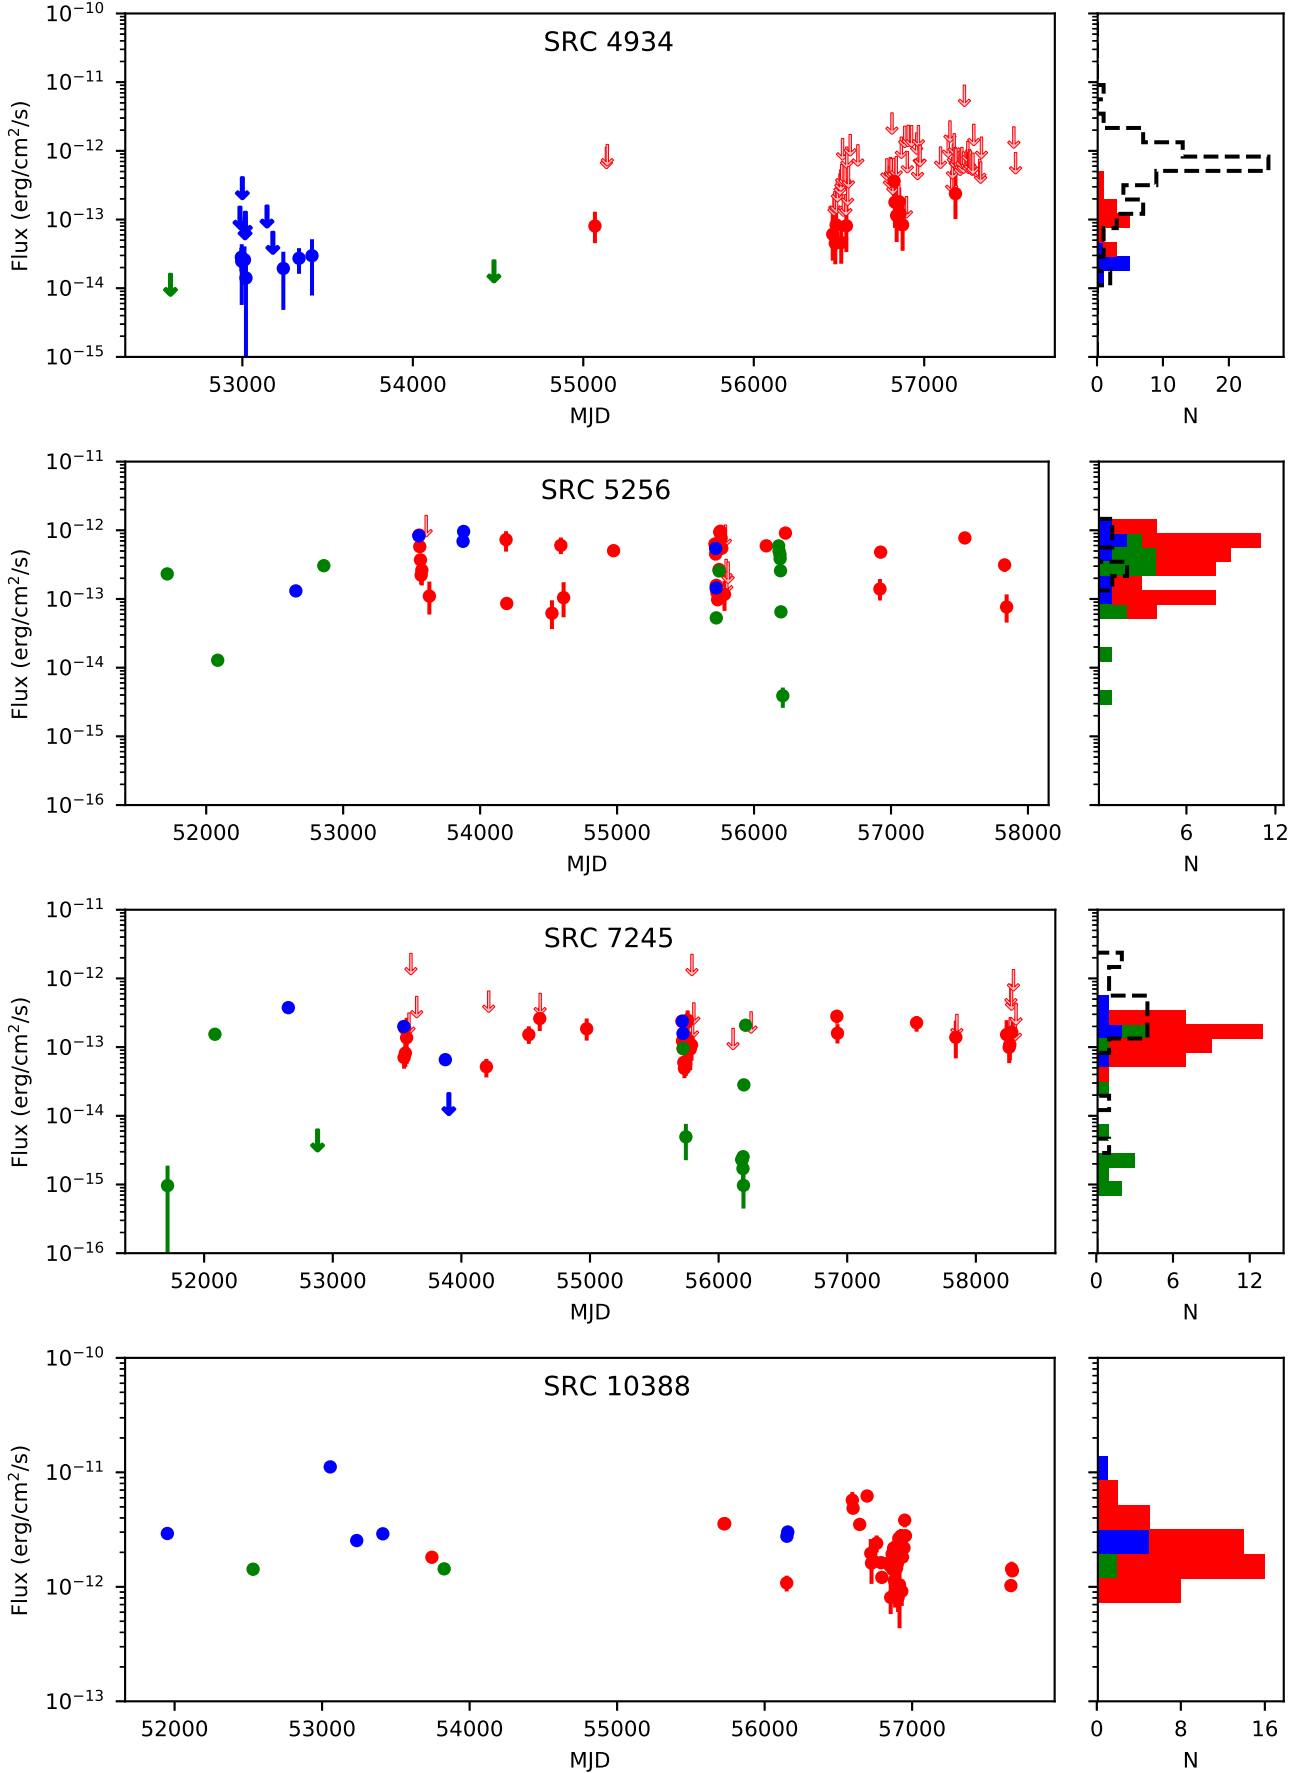 SRC 4934
Flux (erg/cm²/s)
10⁻¹⁰
10⁻¹¹
10⁻¹²
10⁻¹³
10⁻¹⁴
10⁻¹⁵
53000 54000 55000 56000 57000
MJD
0 10 20
N
SRC 5256
Flux (erg/cm²/s)
10⁻¹¹
10⁻¹²
10⁻¹³
10⁻¹⁴
10⁻¹⁵
10⁻¹⁶
52000 53000 54000 55000 56000 57000 58000
MJD
6 12
N
SRC 7245
Flux (erg/cm²/s)
10⁻¹¹
10⁻¹²
10⁻¹³
10⁻¹⁴
10⁻¹⁵
10⁻¹⁶
52000 53000 54000 55000 56000 57000 58000
MJD
0 6 12
N
SRC 10388
Flux (erg/cm²/s)
10⁻¹⁰
10⁻¹¹
10⁻¹²
10⁻¹³
52000 53000 54000 55000 56000 57000
MJD
0 8 16
N